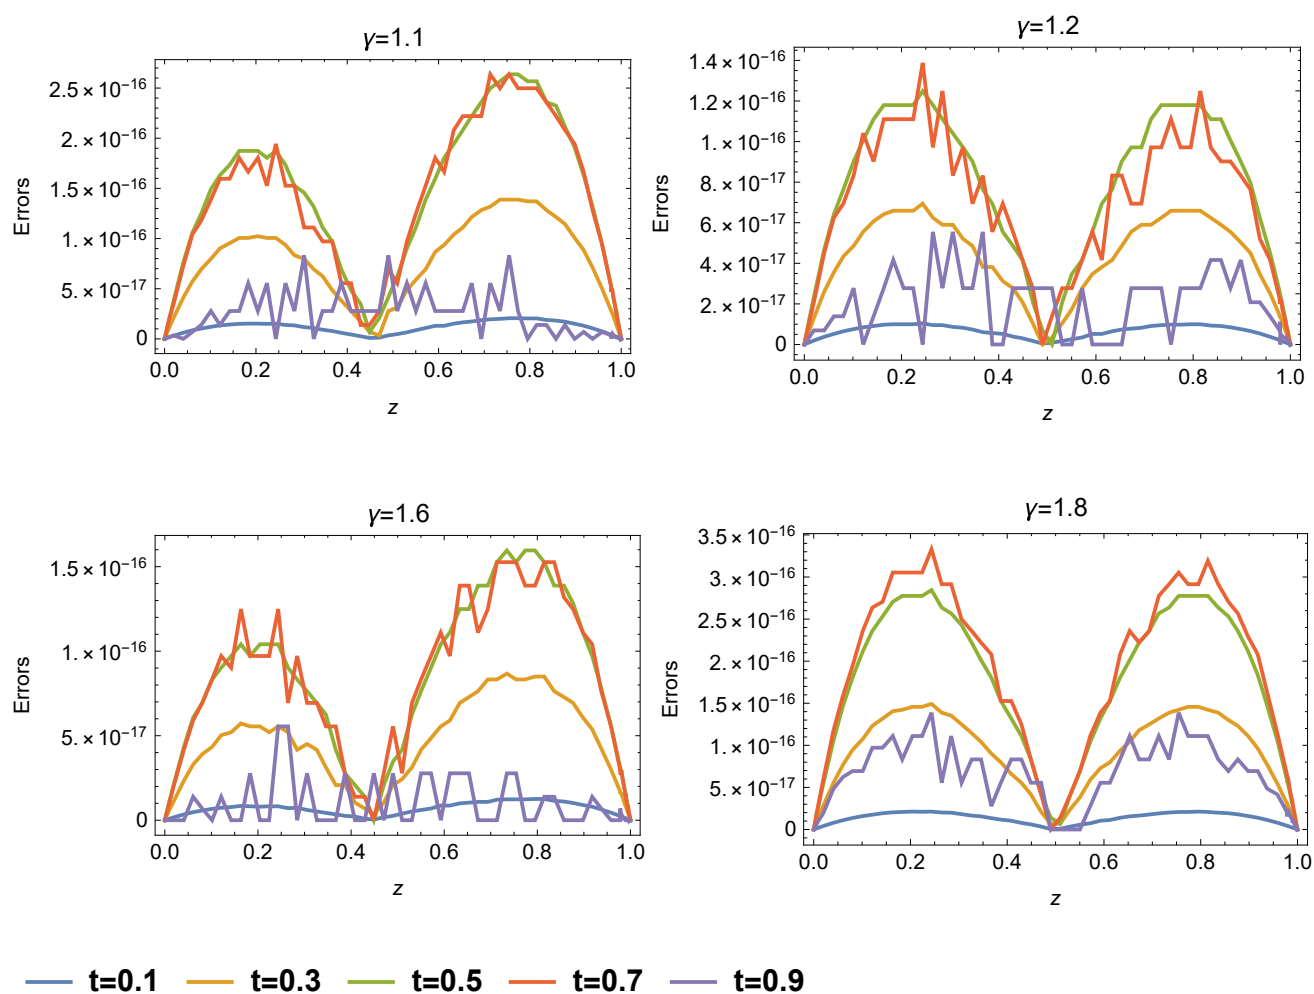 γ=1.1
2.5 × 10⁻¹⁶
2. × 10⁻¹⁶
1.5 × 10⁻¹⁶
1. × 10⁻¹⁶
5. × 10⁻¹⁷
0
Errors
0.0 0.2 0.4 0.6 0.8 1.0
z
γ=1.2
1.4 × 10⁻¹⁶
1.2 × 10⁻¹⁶
1. × 10⁻¹⁶
8. × 10⁻¹⁷
6. × 10⁻¹⁷
4. × 10⁻¹⁷
2. × 10⁻¹⁷
0
Errors
0.0 0.2 0.4 0.6 0.8 1.0
z
γ=1.6
1.5 × 10⁻¹⁶
1. × 10⁻¹⁶
5. × 10⁻¹⁷
0
Errors
0.0 0.2 0.4 0.6 0.8 1.0
z
γ=1.8
3.5 × 10⁻¹⁶
3. × 10⁻¹⁶
2.5 × 10⁻¹⁶
2. × 10⁻¹⁶
1.5 × 10⁻¹⁶
1. × 10⁻¹⁶
5. × 10⁻¹⁷
0
Errors
0.0 0.2 0.4 0.6 0.8 1.0
z
t=0.1 t=0.3 t=0.5 t=0.7 t=0.9